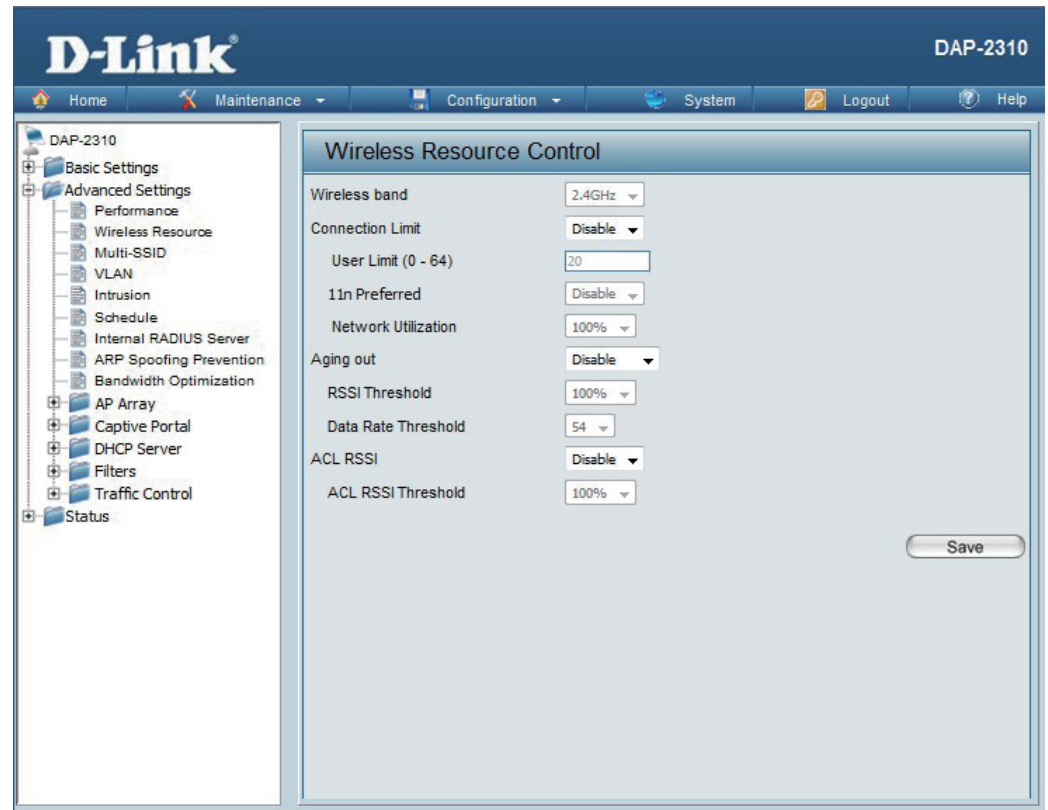 D-Link®
DAP-2310
Home Maintenance Configuration System Logout Help
DAP-2310
Basic Settings
Advanced Settings
Performance
Wireless Resource
Multi-SSID
VLAN
Intrusion
Schedule
Internal RADIUS Server
ARP Spoofing Prevention
Bandwidth Optimization
AP Array
Captive Portal
DHCP Server
Filters
Traffic Control
Status
Wireless Resource Control
Wireless band 2.4GHz
Connection Limit Disable
User Limit (0 - 64) 20
11n Preferred Disable
Network Utilization 100%
Aging out Disable
RSSI Threshold 100%
Data Rate Threshold 54
ACL RSSI Disable
ACL RSSI Threshold 100%
Save